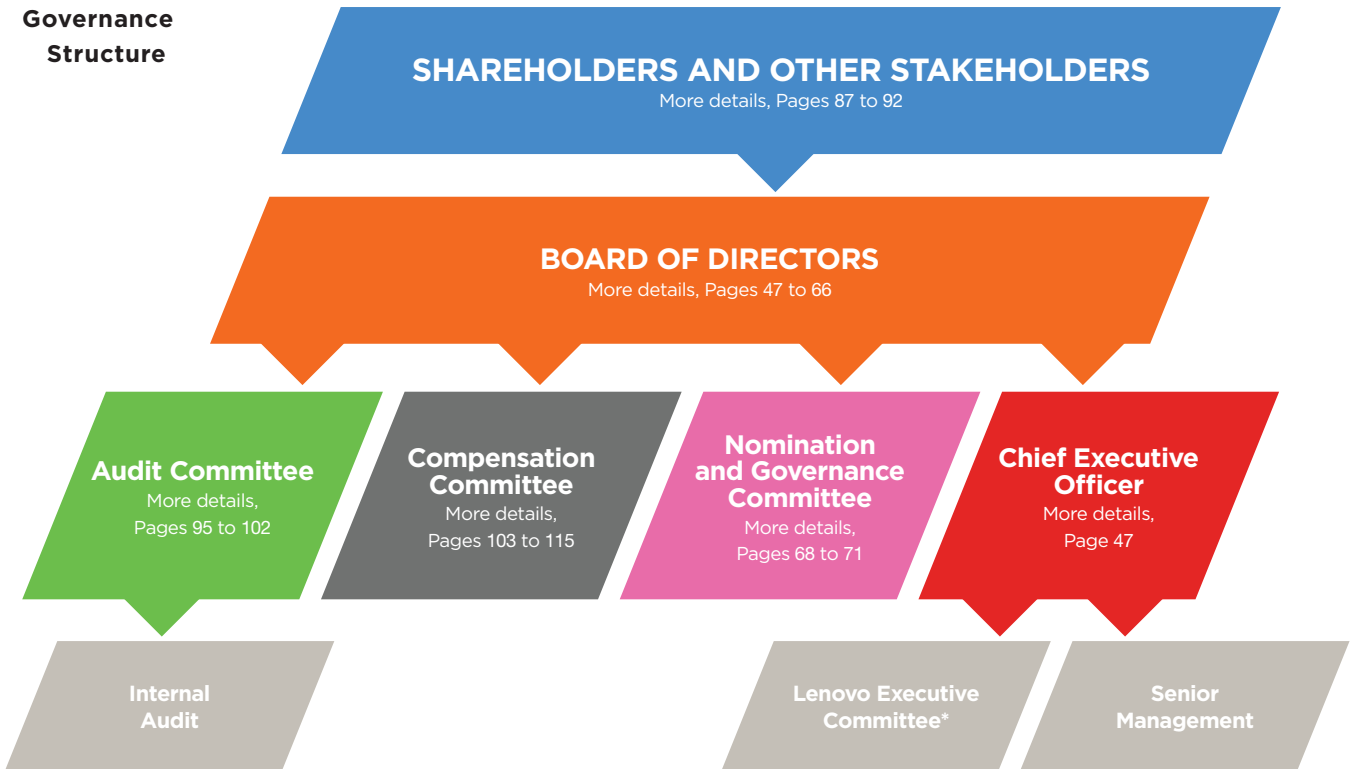 Governance
Structure
SHAREHOLDERS AND OTHER STAKEHOLDERS
More details, Pages 87 to 92
BOARD OF DIRECTORS
More details, Pages 47 to 66
Audit Committee
More details,
Pages 95 to 102
Compensation
Committee
More details,
Pages 103 to 115
Nomination
and Governance
Committee
More details,
Pages 68 to 71
Chief Executive
Officer
More details,
Page 47
Internal
Audit
Lenovo Executive
Committee*
Senior
Management